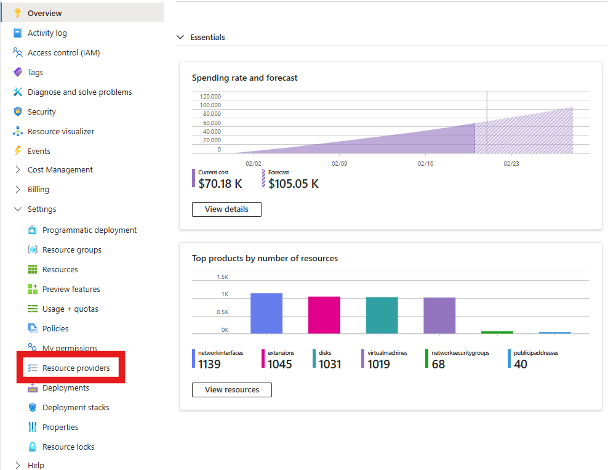 Overview
Activity log
Access control (IAM)
Tags
Diagnose and solve problems
Security
Resource visualizer
Events
Cost Management
Billing
Settings
Programmatic deployment
Resource groups
Resources
Preview features
Usage + quotas
Policies
My permissions
Resource providers
Deployments
Deployment stacks
Properties
Resource locks
Help
Essentials
Spending rate and forecast
120,000
100,000
80,000
60,000
40,000
20,000
0
02/02 02/09 02/16 02/23
Current cost Forecast
$70.18 K $105.05 K
View details
Top products by number of resources
1.5K
1K
0.5K
0K
networkinterfaces extensions disks virtualmachines networksecuritygroups publicipaddresses
1139 1045 1031 1019 68 40
View resources